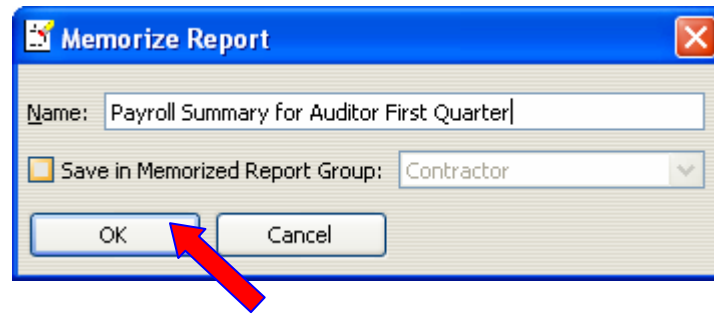 Memorize Report
Name: Payroll Summary for Auditor First Quarter
Save in Memorized Report Group: Contractor
OK Cancel